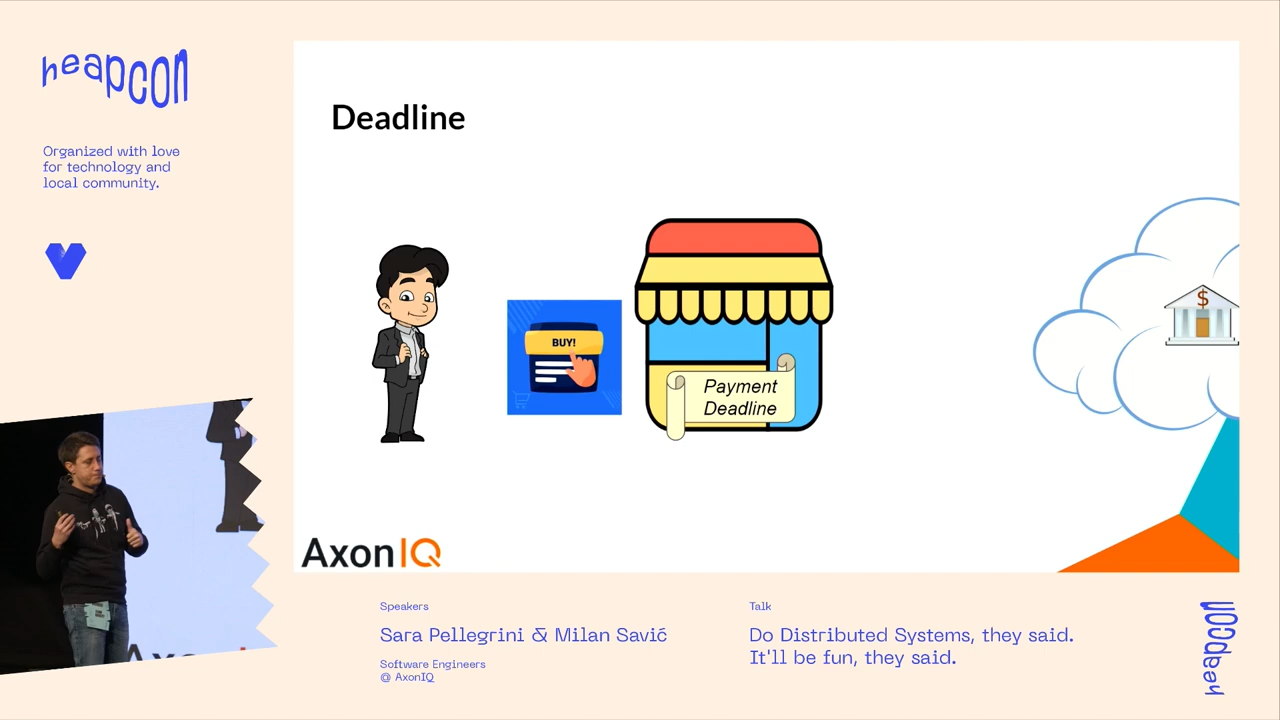 heapcon
Organized with love
for technology and
local community.
Deadline
BUY!
Payment
Deadline
$
AxonIQ
Speakers
Sara Pellegrini & Milan Savić
Software Engineers
@ AxonIQ
Talk
Do Distributed Systems, they said.
It'll be fun, they said.
heapcon